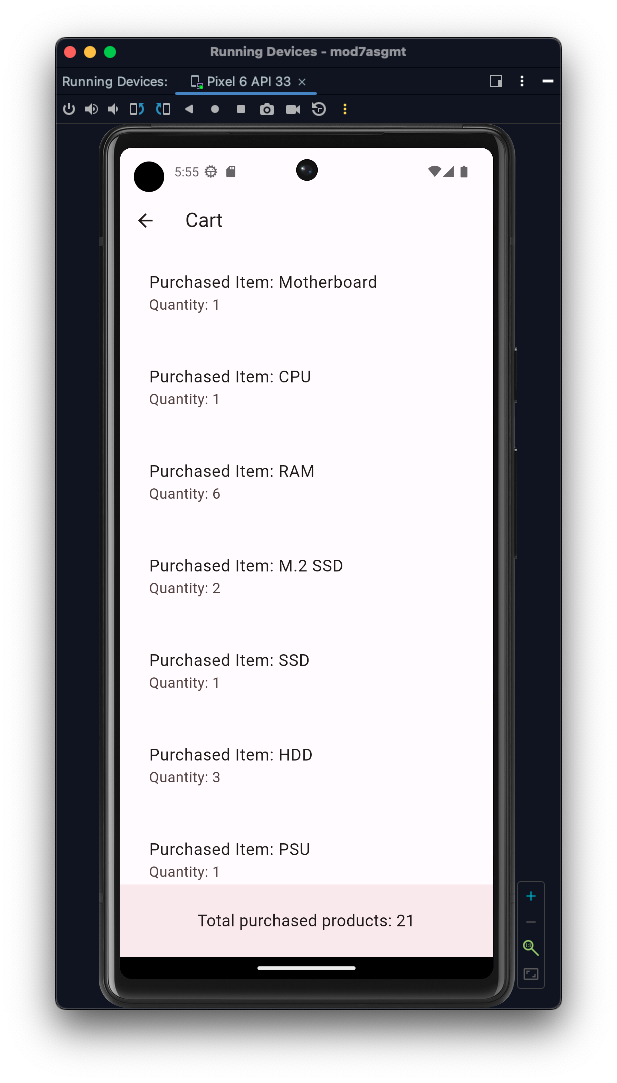 Running Devices - mod7asgmt
Running Devices: Pixel 6 API 33
5:55
Cart
Purchased Item: Motherboard
Quantity: 1
Purchased Item: CPU
Quantity: 1
Purchased Item: RAM
Quantity: 6
Purchased Item: M.2 SSD
Quantity: 2
Purchased Item: SSD
Quantity: 1
Purchased Item: HDD
Quantity: 3
Purchased Item: PSU
Quantity: 1
Total purchased products: 21